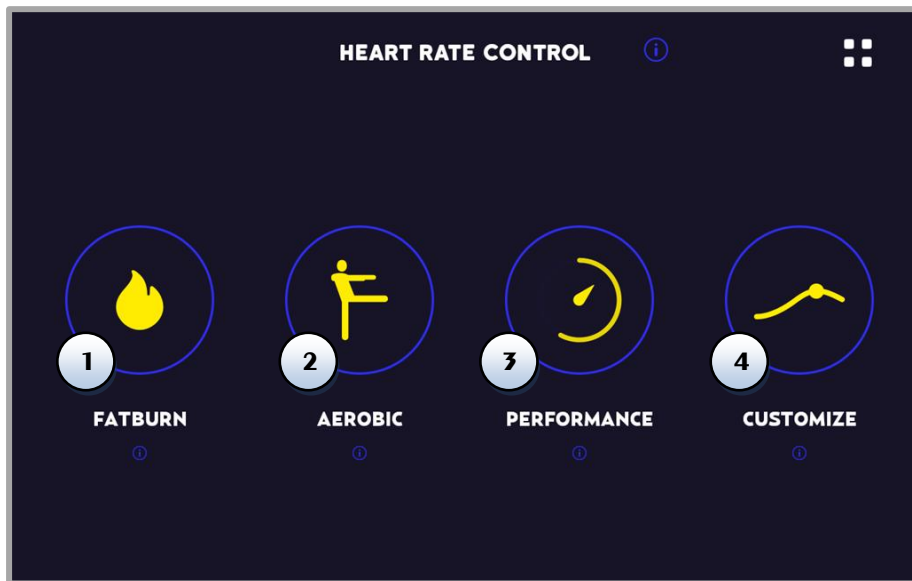 HEART RATE CONTROL
1
2
3
4
FATBURN
AEROBIC
PERFORMANCE
CUSTOMIZE